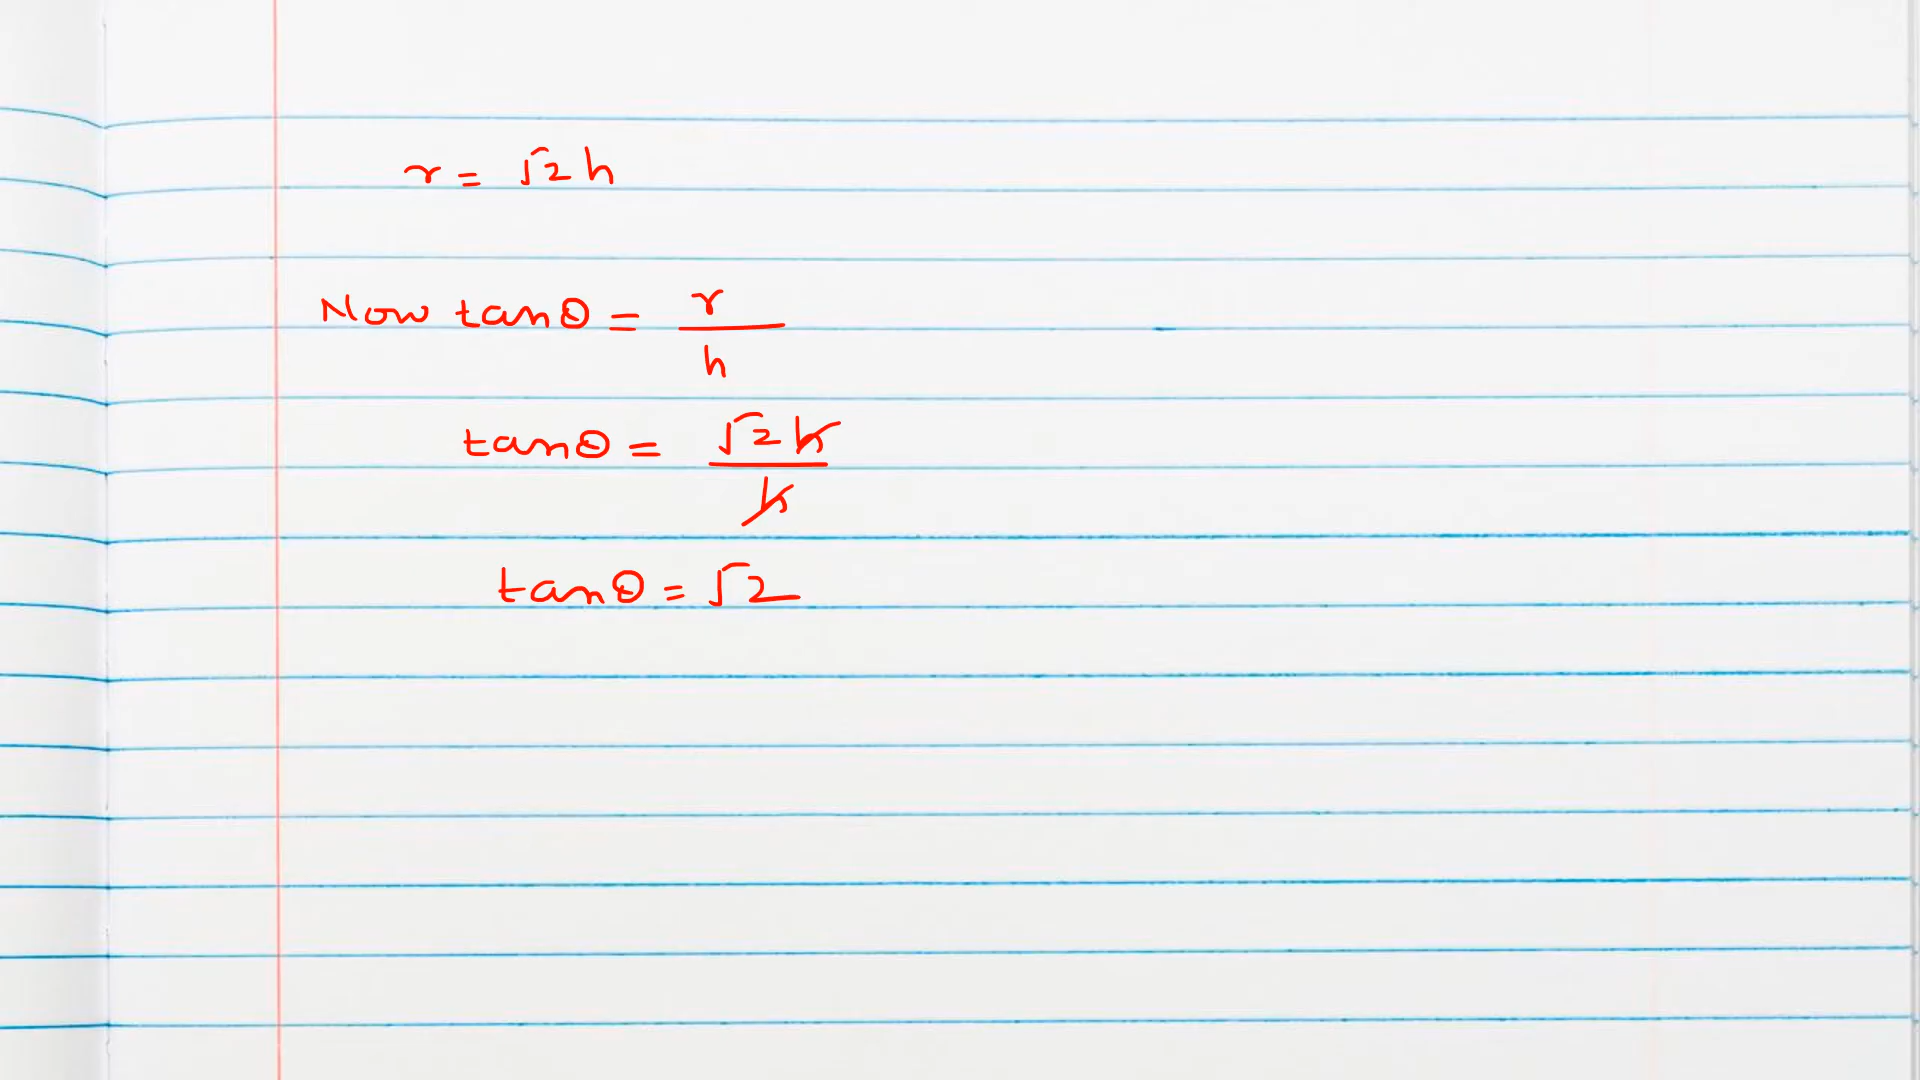 r = √2 h
Now tanθ = r/h
tanθ = √2 h/h
tanθ = √2